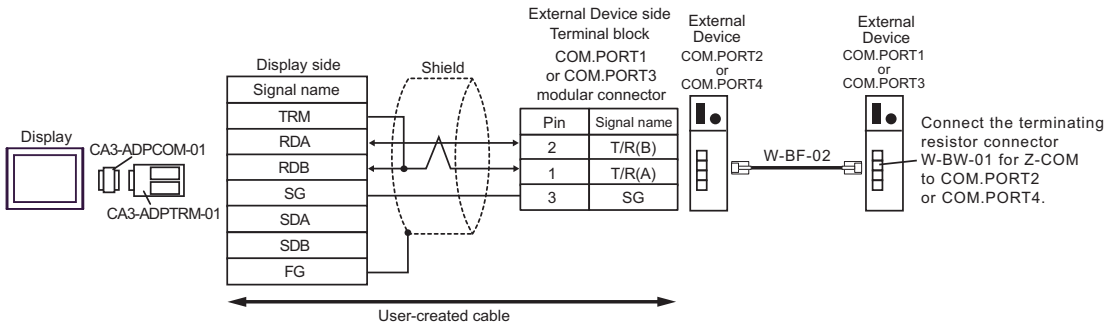 Display
CA3-ADPCOM-01
CA3-ADPTRM-01
Display side
Signal name
TRM
RDA
RDB
SG
SDA
SDB
FG
Shield
External Device side
Terminal block
COM.PORT1
or COM.PORT3
modular connector
Pin Signal name
2 T/R(B)
1 T/R(A)
3 SG
User-created cable
External
Device
COM.PORT2
or
COM.PORT4
W-BF-02
External
Device
COM.PORT1
or
COM.PORT3
Connect the terminating
resistor connector
W-BW-01 for Z-COM
to COM.PORT2
or COM.PORT4.